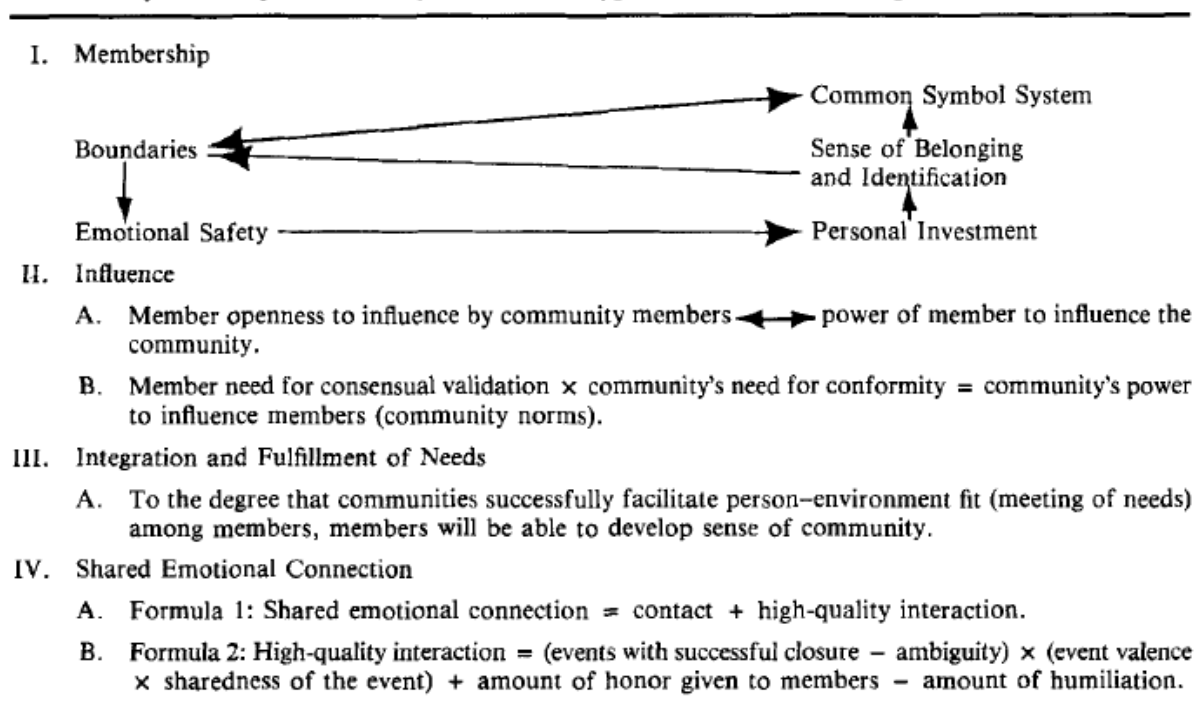 I. Membership
Common Symbol System
Boundaries
Sense of Belonging
and Identification
Emotional Safety
Personal Investment
II. Influence
A. Member openness to influence by community members ◄─► power of member to influence the
community.
B. Member need for consensual validation × community's need for conformity = community's power
to influence members (community norms).
III. Integration and Fulfillment of Needs
A. To the degree that communities successfully facilitate person–environment fit (meeting of needs)
among members, members will be able to develop sense of community.
IV. Shared Emotional Connection
A. Formula 1: Shared emotional connection = contact + high-quality interaction.
B. Formula 2: High-quality interaction = (events with successful closure − ambiguity) × (event valence
× sharedness of the event) + amount of honor given to members − amount of humiliation.